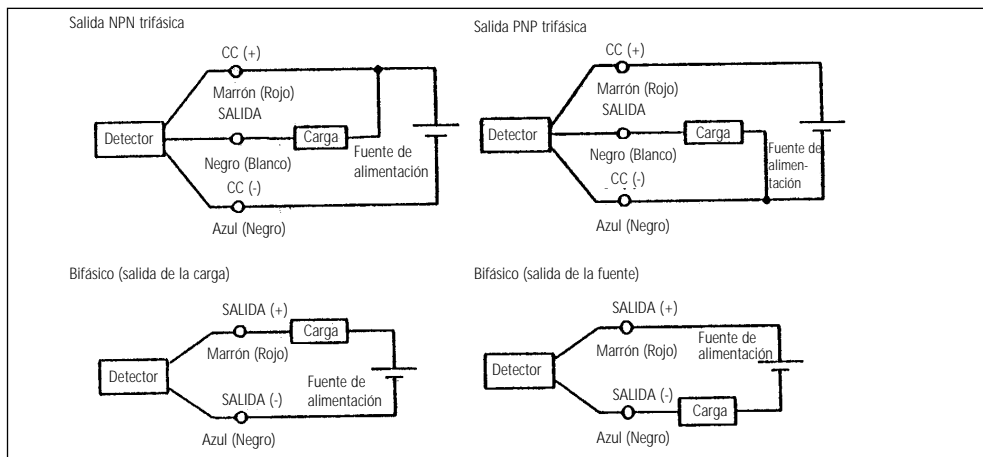 Salida NPN trifásica
CC (+)
Marrón (Rojo)
SALIDA
Detector
Carga
Negro (Blanco)
Fuente de
alimentación
CC (-)
Azul (Negro)
Salida PNP trifásica
CC (+)
Marrón (Rojo)
SALIDA
Detector
Carga
Negro (Blanco)
Fuente de
alimen-
tación
CC (-)
Azul (Negro)
Bifásico (salida de la carga)
SALIDA (+)
Carga
Marrón (Rojo)
Detector
Fuente de
alimentación
SALIDA (-)
Azul (Negro)
Bifásico (salida de la fuente)
SALIDA (+)
Fuente de
alimentación
Marrón (Rojo)
Detector
SALIDA (-)
Carga
Azul (Negro)